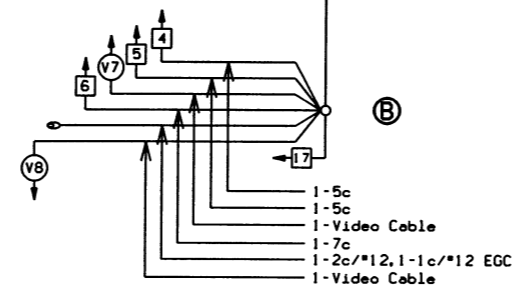 4
5
V7
6
B
17
V8
1-5c
1-5c
1-Video Cable
1-7c
1-2c/#12,1-1c/#12 EGC
1-Video Cable